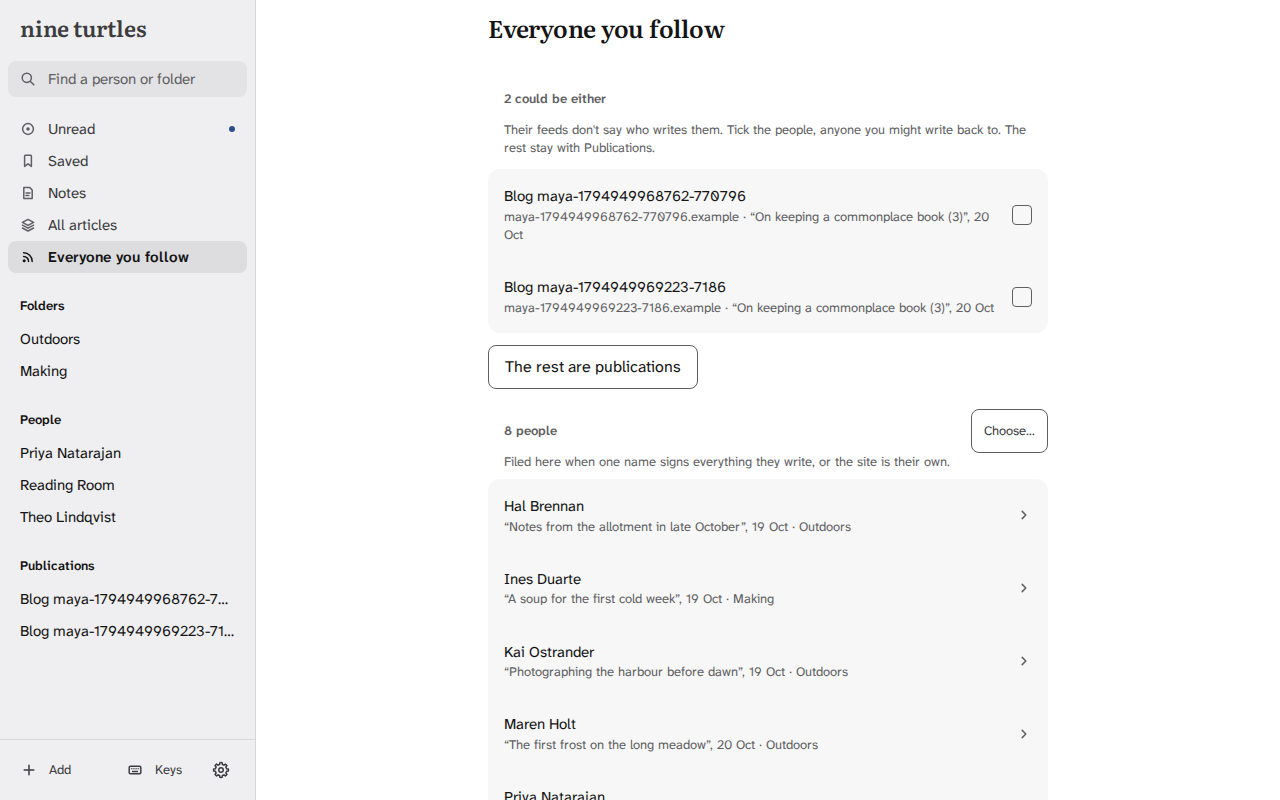 nine turtles
Find a person or folder
Unread
Saved
Notes
All articles
Everyone you follow
Folders
Outdoors
Making
People
Priya Natarajan
Reading Room
Theo Lindqvist
Publications
Blog maya-1794949968762-7...
Blog maya-1794949969223-71...
Add
Keys
Everyone you follow
2 could be either
Their feeds don't say who writes them. Tick the people, anyone you might write back to. The
rest stay with Publications.
Blog maya-1794949968762-770796
maya-1794949968762-770796.example · “On keeping a commonplace book (3)”, 20
Oct
Blog maya-1794949969223-7186
maya-1794949969223-7186.example · “On keeping a commonplace book (3)”, 20 Oct
The rest are publications
8 people
Choose...
Filed here when one name signs everything they write, or the site is their own.
Hal Brennan
“Notes from the allotment in late October”, 19 Oct · Outdoors
Ines Duarte
“A soup for the first cold week”, 19 Oct · Making
Kai Ostrander
“Photographing the harbour before dawn”, 19 Oct · Outdoors
Maren Holt
“The first frost on the long meadow”, 20 Oct · Outdoors
Priya Natarajan